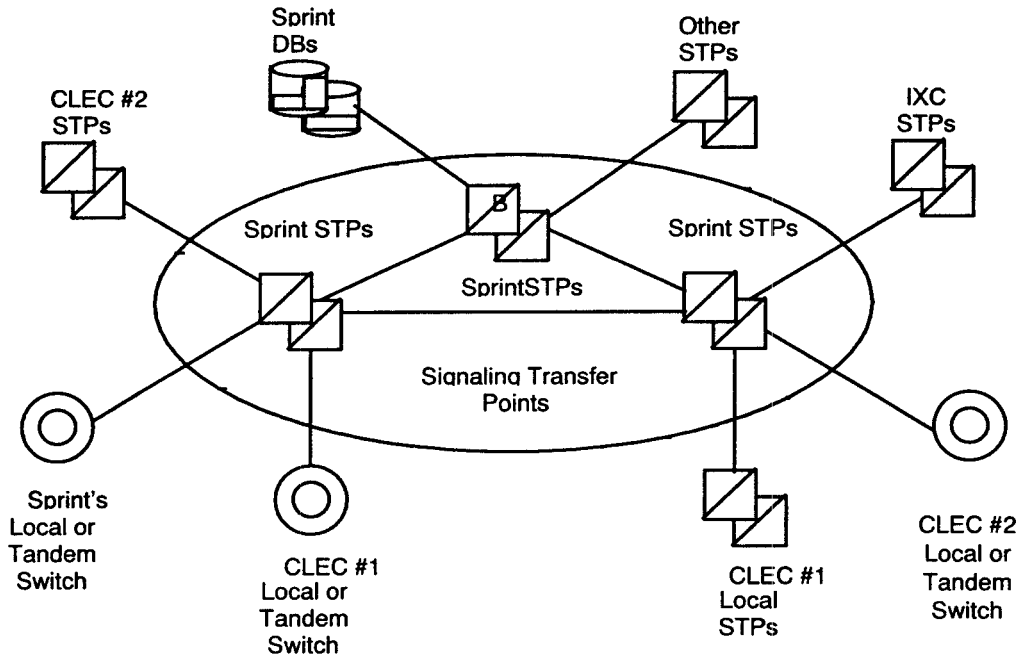 Sprint
DBs
Other
STPs
CLEC #2
STPs
IXC
STPs
B
Sprint STPs
Sprint STPs
SprintSTPs
Signaling Transfer
Points
Sprint's
Local or
Tandem
Switch
CLEC #1
Local or
Tandem
Switch
CLEC #1
Local
STPs
CLEC #2
Local or
Tandem
Switch